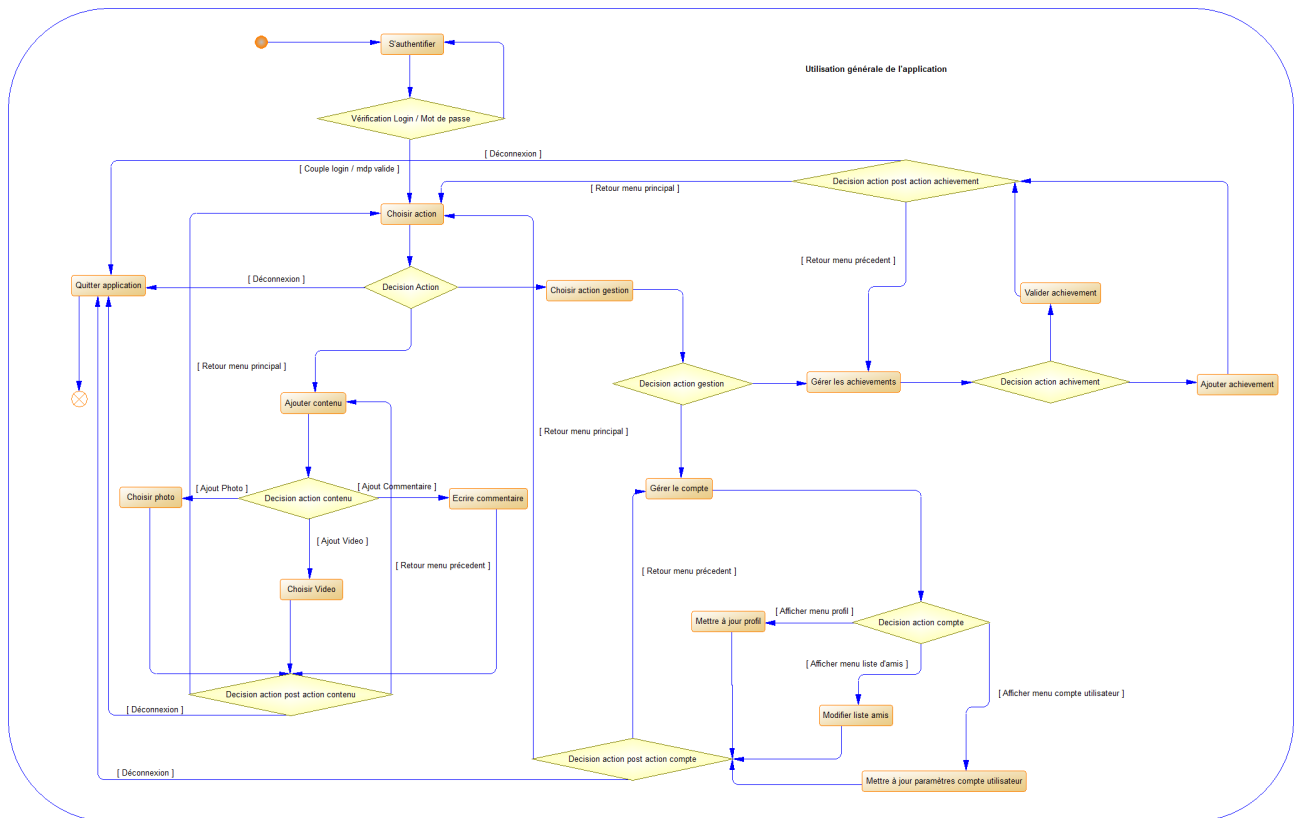 S'authentifier
Utilisation générale de l'application
Vérification Login / Mot de passe
[ Déconnexion ]
[ Couple login / mdp valide ]
Decision action post action achievement
[ Retour menu principal ]
Choisir action
[ Retour menu précedent ]
[ Déconnexion ]
Quitter application
Decision Action
Choisir action gestion
Valider achievement
[ Retour menu principal ]
Decision action gestion
Gérer les achievements
Decision action achivement
Ajouter achievement
Ajouter contenu
[ Retour menu principal ]
[ Ajout Photo ]
[ Ajout Commentaire ]
Choisir photo
Decision action contenu
Ecrire commentaire
Gérer le compte
[ Ajout Video ]
[ Retour menu précedent ]
[ Retour menu précedent ]
Choisir Video
[ Afficher menu profil ]
Mettre à jour profil
Decision action compte
[ Afficher menu liste d'amis ]
Decision action post action contenu
[ Afficher menu compte utilisateur ]
[ Déconnexion ]
Modifier liste amis
Decision action post action compte
[ Déconnexion ]
Mettre à jour paramètres compte utilisateur